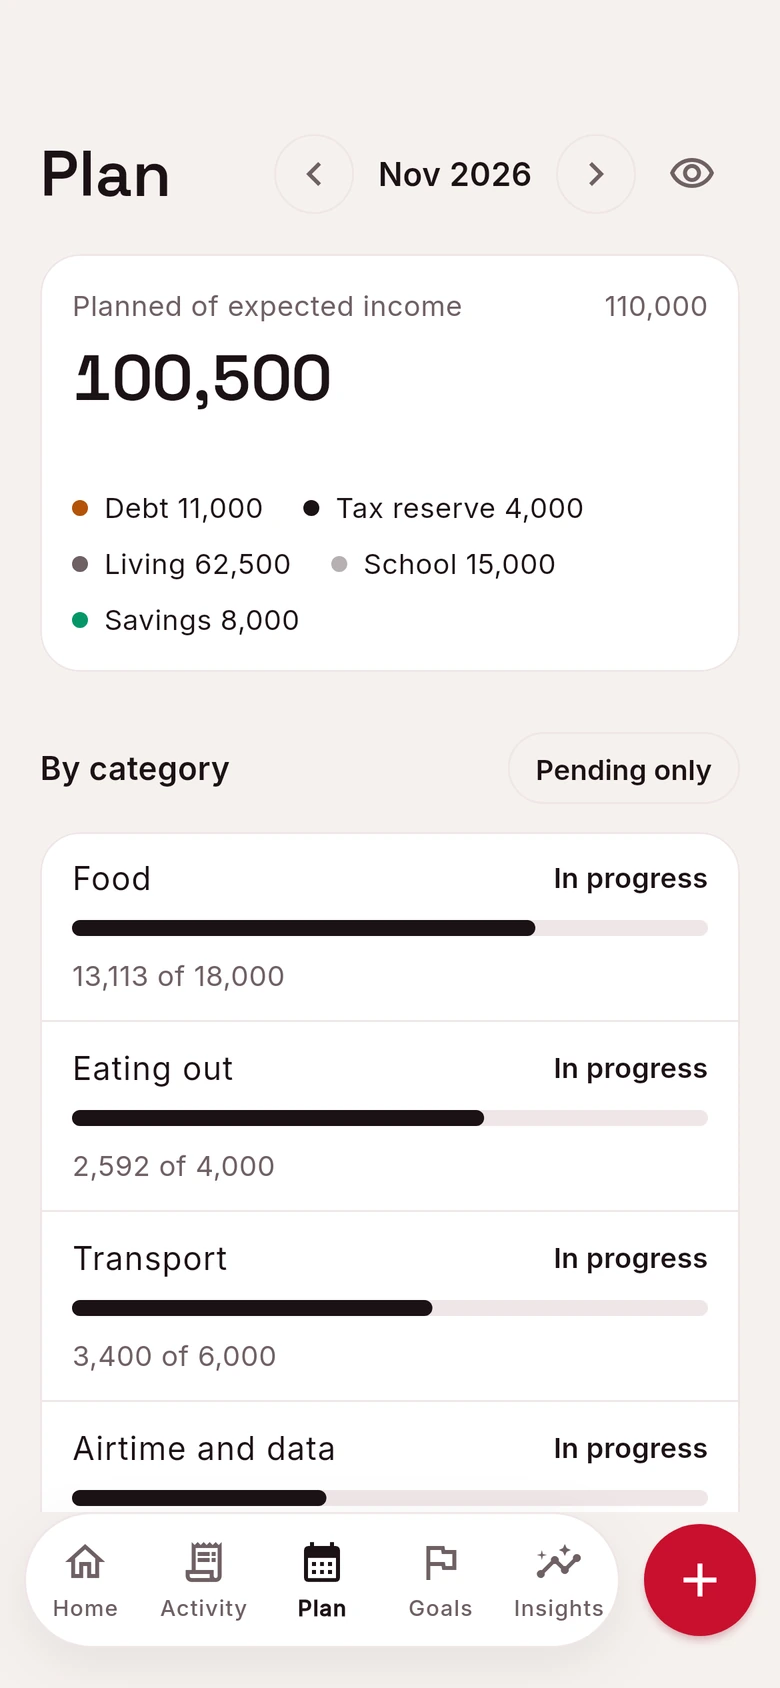 Plan
Nov 2026
Planned of expected income 110,000
100,500
Debt 11,000 Tax reserve 4,000
Living 62,500 School 15,000
Savings 8,000
By category Pending only
Food In progress
13,113 of 18,000
Eating out In progress
2,592 of 4,000
Transport In progress
3,400 of 6,000
Airtime and data In progress
Home Activity Plan Goals Insights